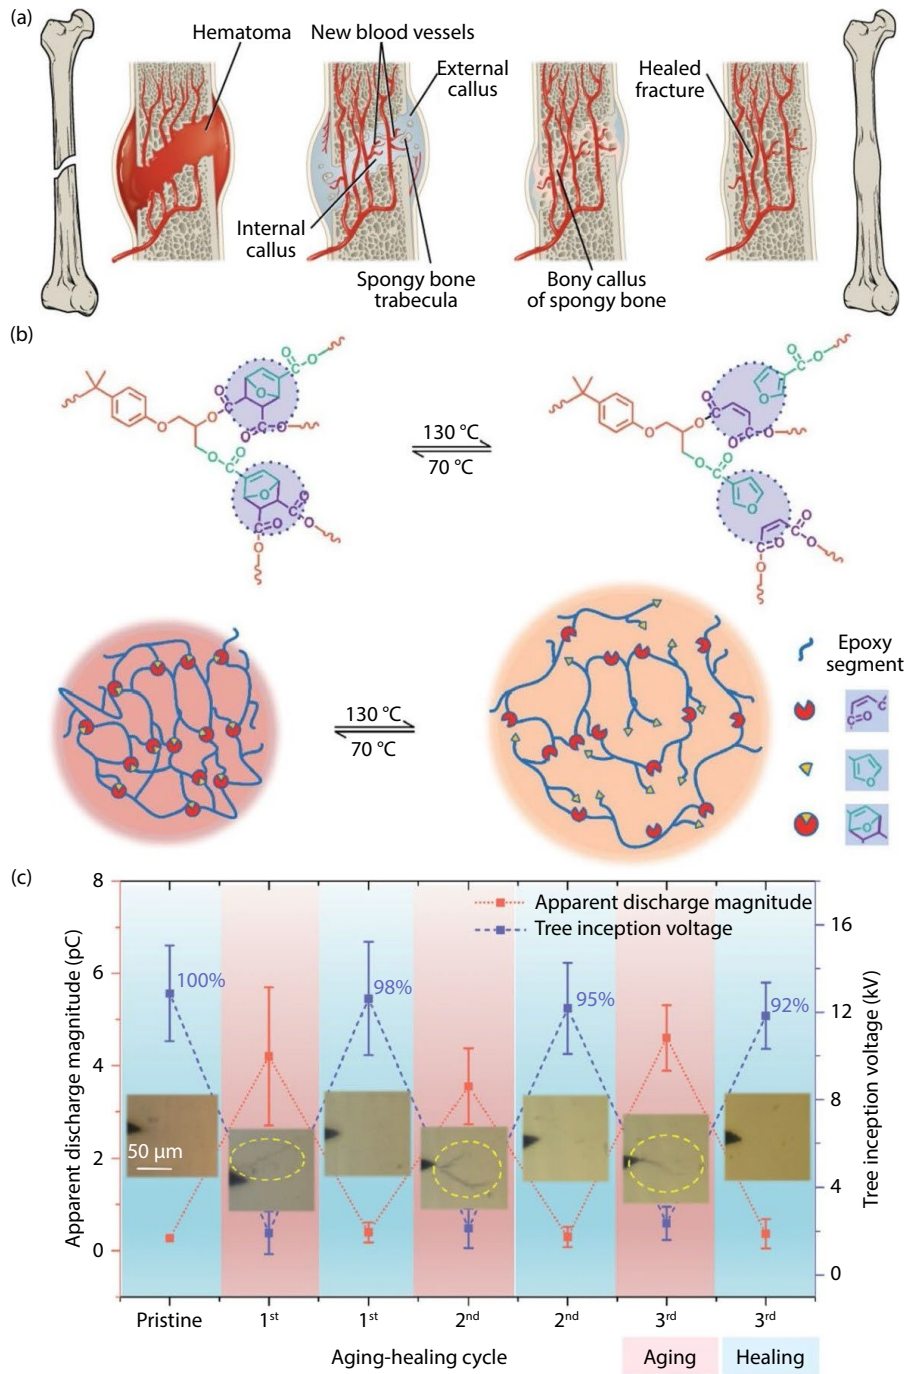 (a)
Hematoma
New blood vessels
External
callus
Healed
fracture
Internal
callus
Spongy bone
trabecula
Bony callus
of spongy bone
(b)
130 °C
70 °C
130 °C
70 °C
Epoxy
segment
(c)
Apparent discharge magnitude
Tree inception voltage
Apparent discharge magnitude (pC)
8
6
4
2
0
Tree inception voltage (kV)
16
12
8
4
0
100%
98%
95%
92%
50 μm
Pristine
1st
1st
2nd
2nd
3rd
3rd
Aging-healing cycle
Aging
Healing